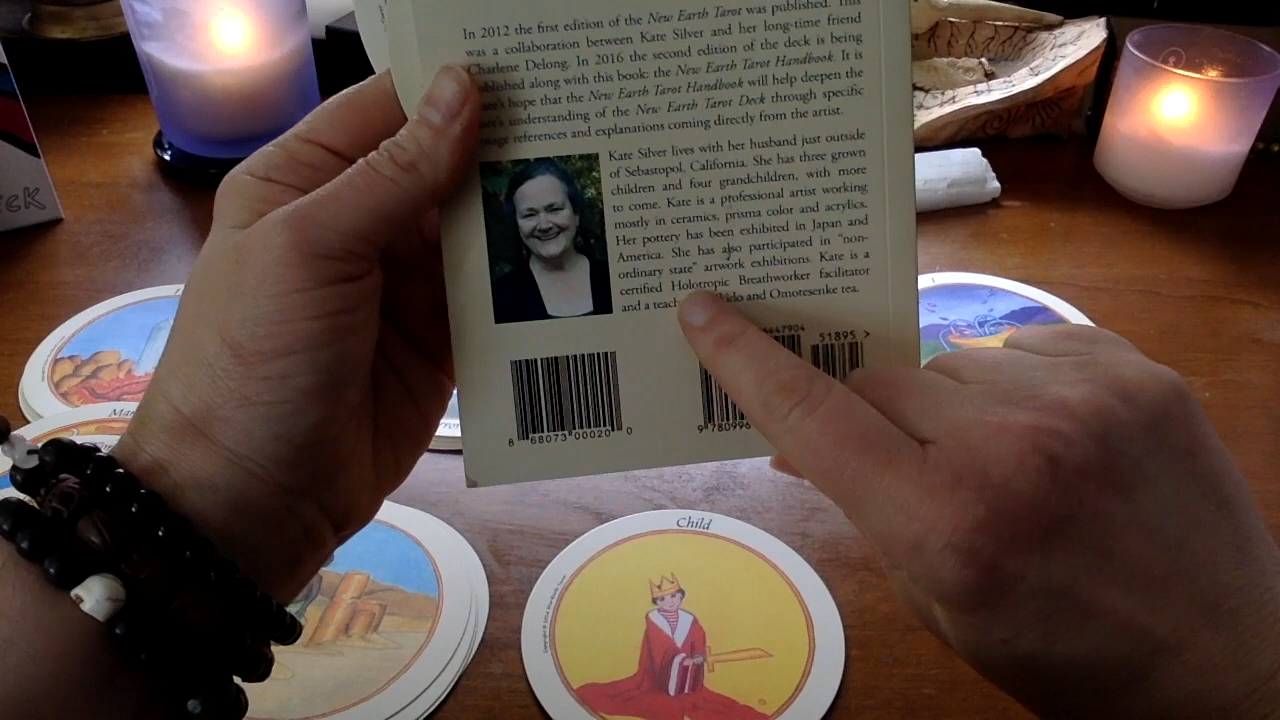 In 2012 the first edition of the New Earth Tarot was published. This
was a collaboration between Kate Silver and her long-time friend
Charlene Delong. In 2016 the second edition of the deck is being
along with this book: the New Earth Tarot Handbook. It is
hope that the New Earth Tarot Handbook will help deepen the
understanding of the New Earth Tarot Deck through specific
references and explanations coming directly from the artist.
Kate Silver lives with her husband just outside
of Sebastopol, California. She has three grown
children and four grandchildren, with more
to come. Kate is a professional artist working
mostly in ceramics, prisma color and acrylics.
Her pottery has been exhibited in Japan and
America. She has also participated in "non-
ordinary state" artwork exhibitions. Kate is a
certified Holotropic Breathworker facilitator
and a and Omotesenke tea.
51895 >
8 68073 00020 0
9 780996
Child